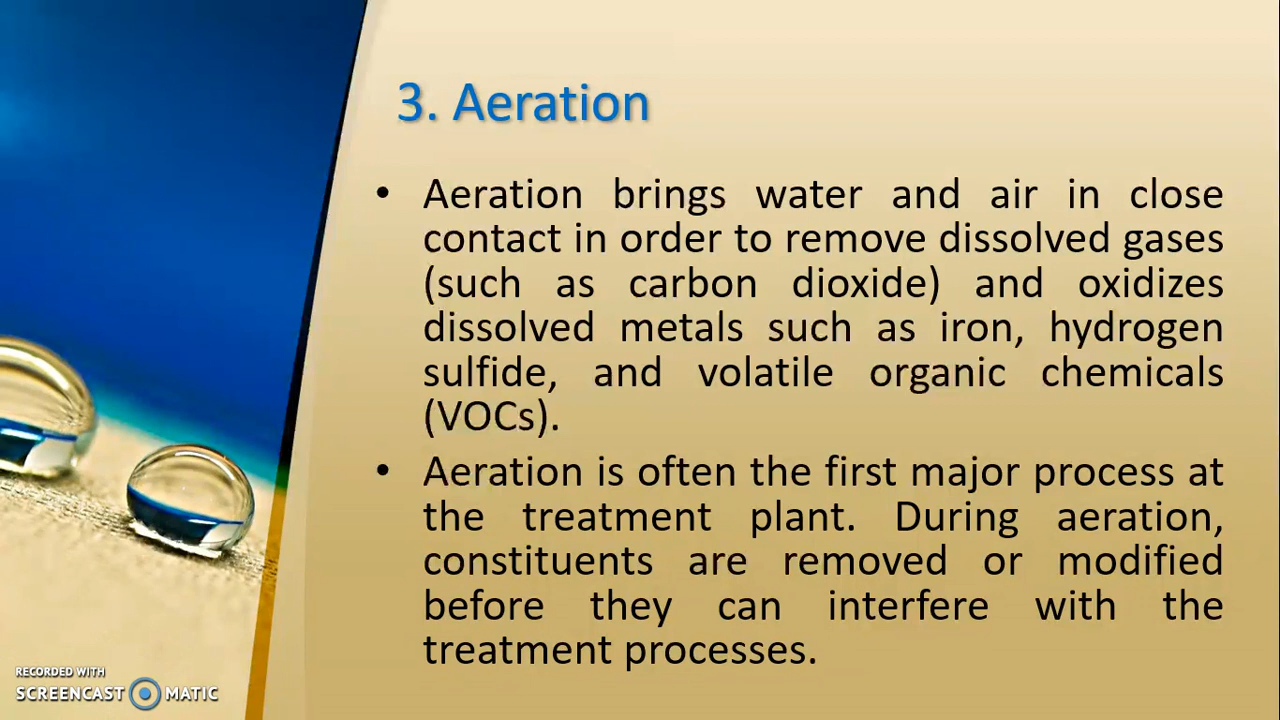 3. Aeration
• Aeration brings water and air in close
contact in order to remove dissolved gases
(such as carbon dioxide) and oxidizes
dissolved metals such as iron, hydrogen
sulfide, and volatile organic chemicals
(VOCs).
• Aeration is often the first major process at
the treatment plant. During aeration,
constituents are removed or modified
before they can interfere with the
treatment processes.
RECORDED WITH
SCREENCAST MATIC